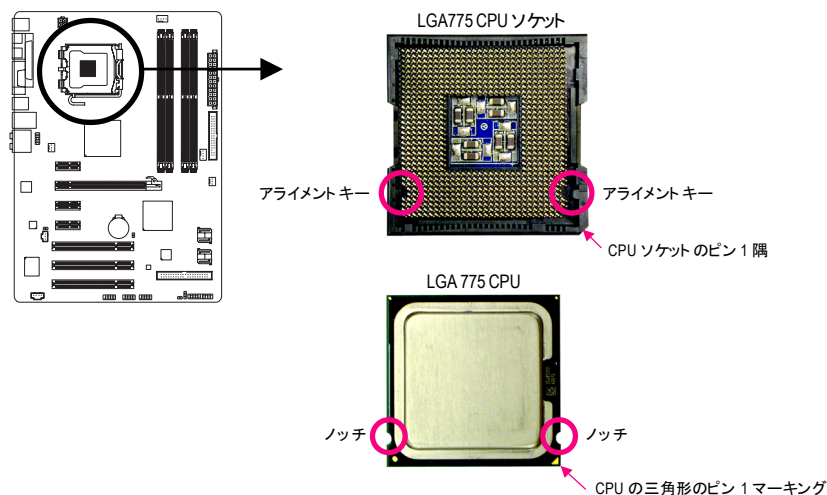 LGA775 CPU ソケット
アライメント キー
アライメント キー
CPU ソケットのピン 1 隅
LGA 775 CPU
ノッチ
ノッチ
CPU の三角形のピン 1 マーキング